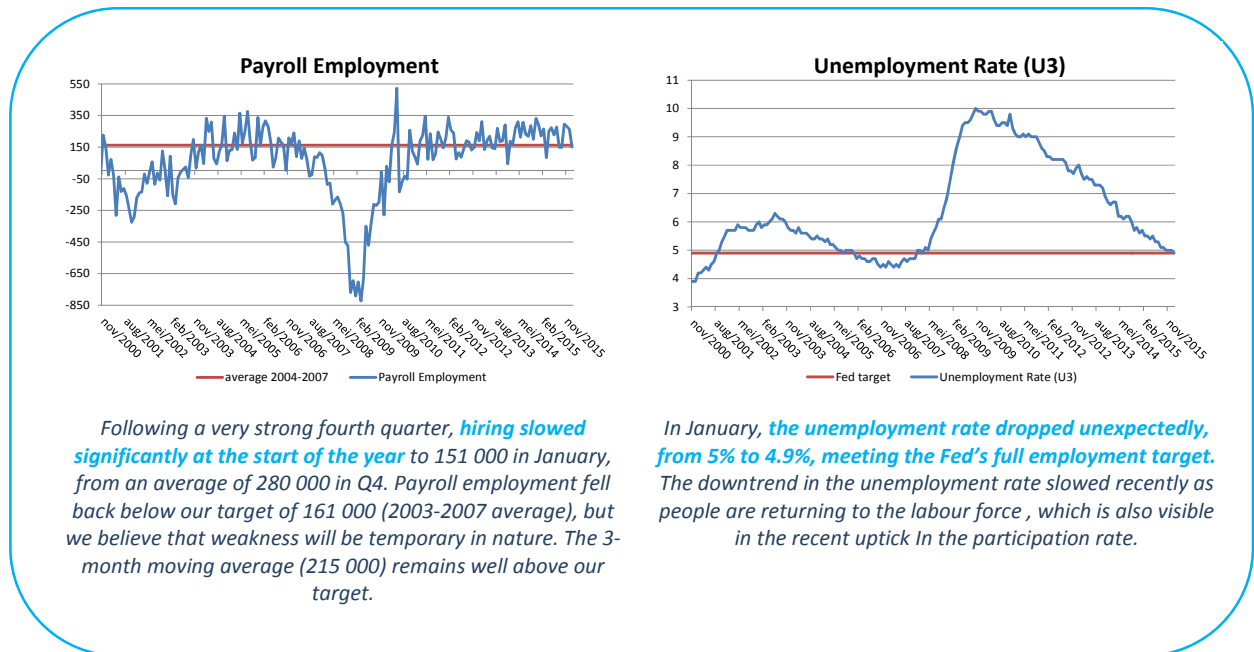 Payroll Employment
550
350
150
-50
-250
-450
-650
-850
nov/2000
aug/2001
mei/2002
feb/2003
nov/2003
aug/2004
mei/2005
feb/2006
nov/2006
aug/2007
mei/2008
feb/2009
nov/2009
aug/2010
mei/2011
feb/2012
nov/2012
aug/2013
mei/2014
feb/2015
nov/2015
average 2004-2007 Payroll Employment
Following a very strong fourth quarter, hiring slowed
significantly at the start of the year to 151 000 in January,
from an average of 280 000 in Q4. Payroll employment fell
back below our target of 161 000 (2003-2007 average), but
we believe that weakness will be temporary in nature. The 3-
month moving average (215 000) remains well above our
target.
Unemployment Rate (U3)
11
10
9
8
7
6
5
4
3
nov/2000
aug/2001
mei/2002
feb/2003
nov/2003
aug/2004
mei/2005
feb/2006
nov/2006
aug/2007
mei/2008
feb/2009
nov/2009
aug/2010
mei/2011
feb/2012
nov/2012
aug/2013
mei/2014
feb/2015
nov/2015
Fed target Unemployment Rate (U3)
In January, the unemployment rate dropped unexpectedly,
from 5% to 4.9%, meeting the Fed's full employment target.
The downtrend in the unemployment rate slowed recently as
people are returning to the labour force , which is also visible
in the recent uptick In the participation rate.